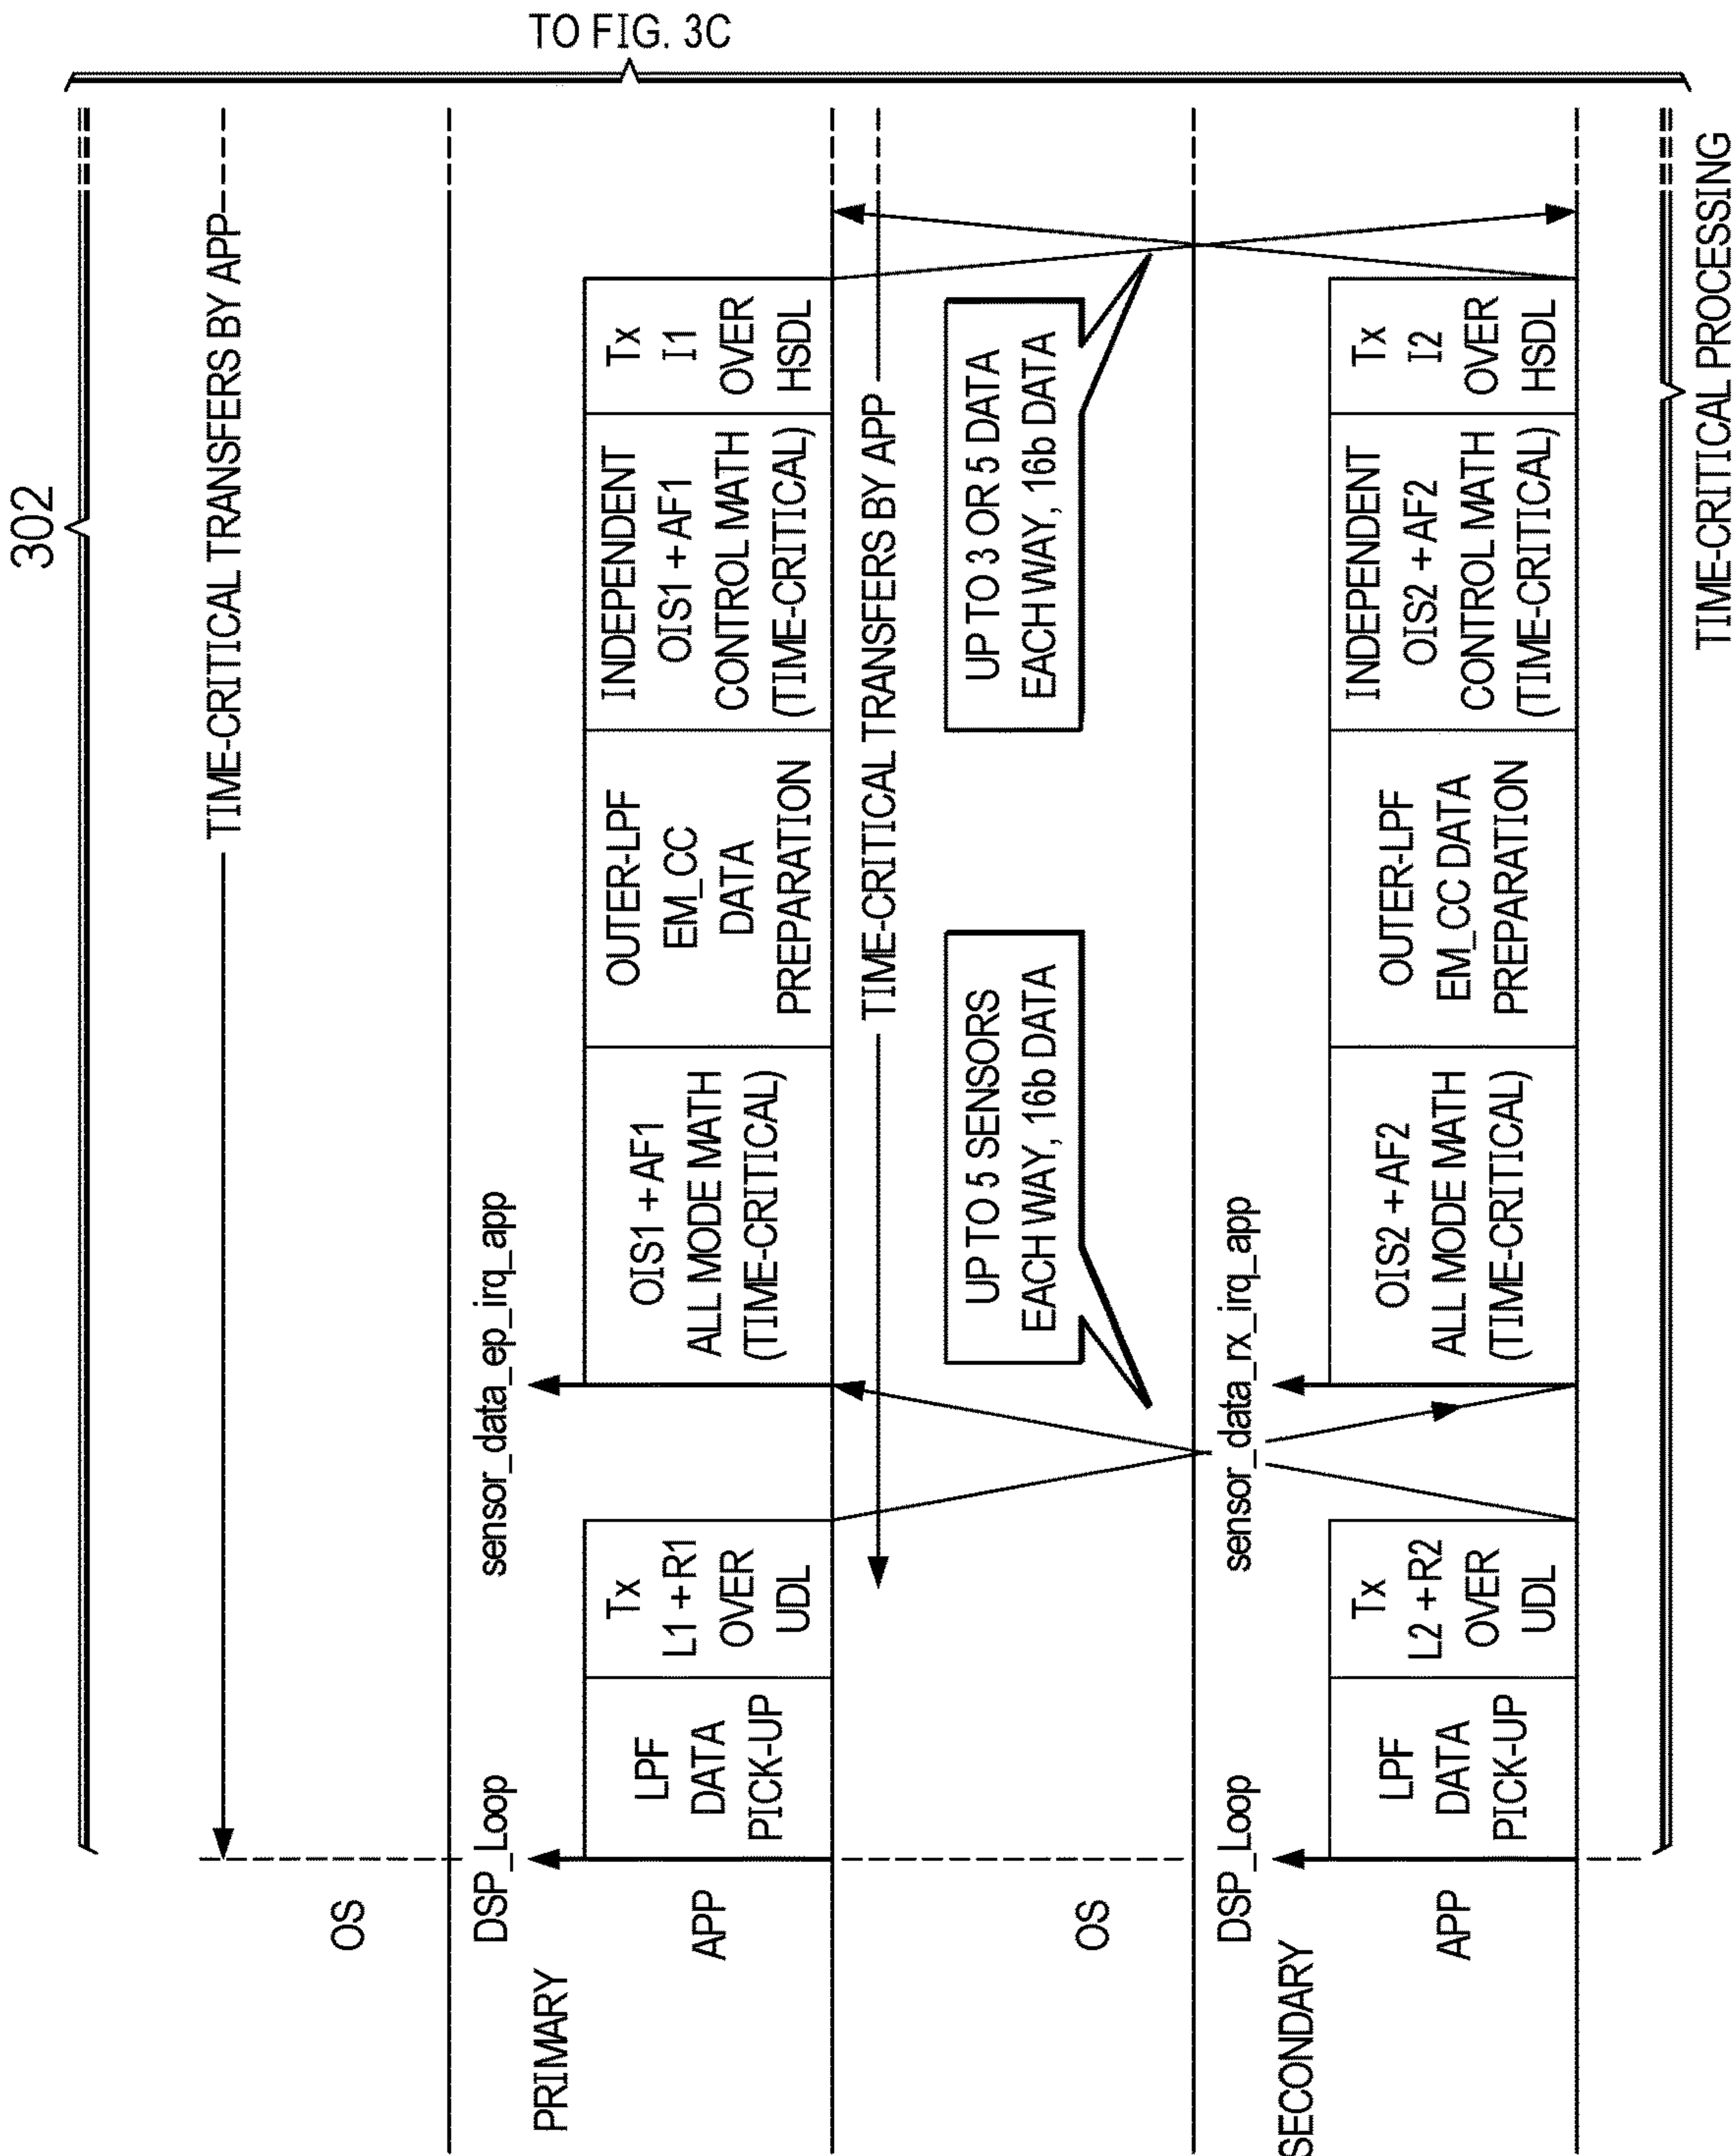 302
TO FIG. 3C
TIME-CRITICAL TRANSFERS BY APP
OS
PRIMARY
DSP_Loop
sensor_data_ep_irq_app
APP
LPF
DATA
PICK-UP
Tx
L1 + R1
OVER
UDL
OIS1 + AF1
ALL MODE MATH
(TIME-CRITICAL)
OUTER-LPF
EM_CC
DATA
PREPARATION
INDEPENDENT
OIS1 + AF1
CONTROL MATH
(TIME-CRITICAL)
Tx
I1
OVER
HSDL
TIME-CRITICAL TRANSFERS BY APP
OS
UP TO 5 SENSORS
EACH WAY, 16b DATA
UP TO 3 OR 5 DATA
EACH WAY, 16b DATA
SECONDARY
DSP_Loop
sensor_data_rx_irq_app
APP
LPF
DATA
PICK-UP
Tx
L2 + R2
OVER
UDL
OIS2 + AF2
ALL MODE MATH
(TIME-CRITICAL)
OUTER-LPF
EM_CC DATA
PREPARATION
INDEPENDENT
OIS2 + AF2
CONTROL MATH
(TIME-CRITICAL)
Tx
I2
OVER
HSDL
TIME-CRITICAL PROCESSING